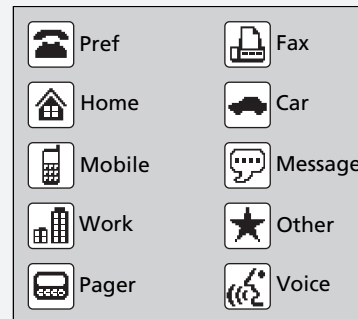 Pref
Fax
Home
Car
Mobile
Message
Work
Other
Pager
Voice